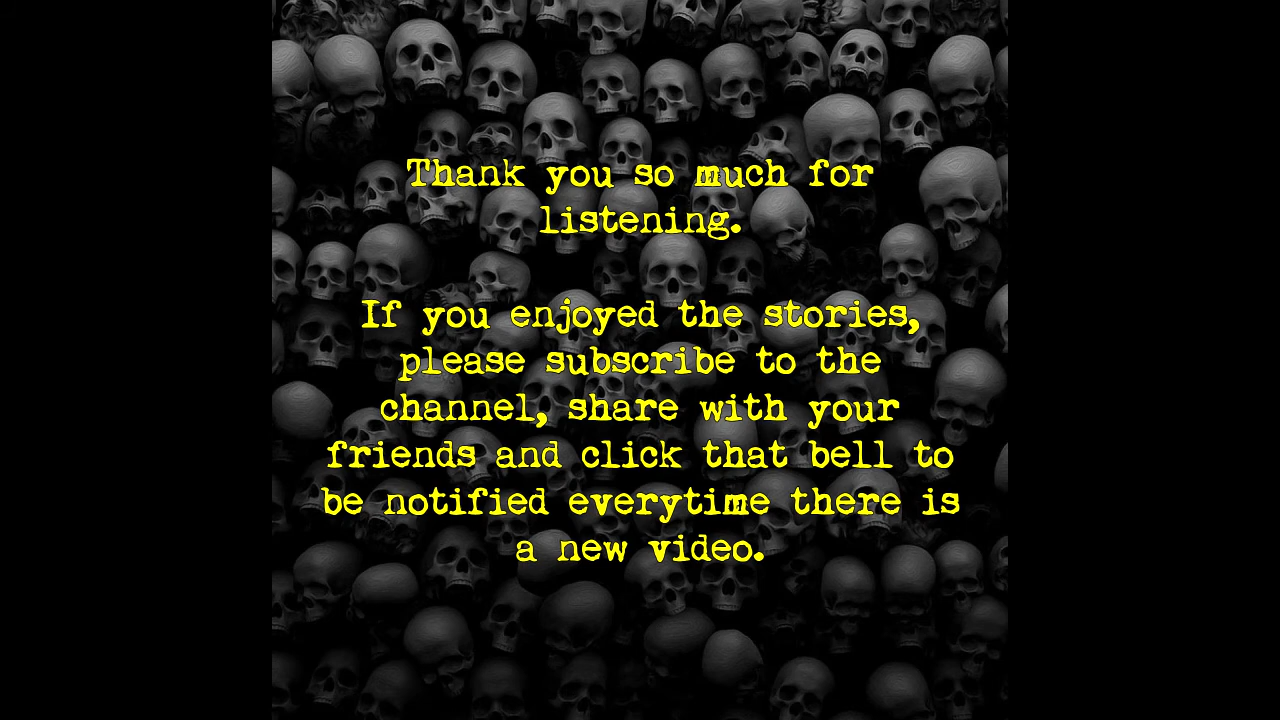 Thank you so much for
listening.
If you enjoyed the stories,
please subscribe to the
channel, share with your
friends and click that bell to
be notified everytime there is
a new video.